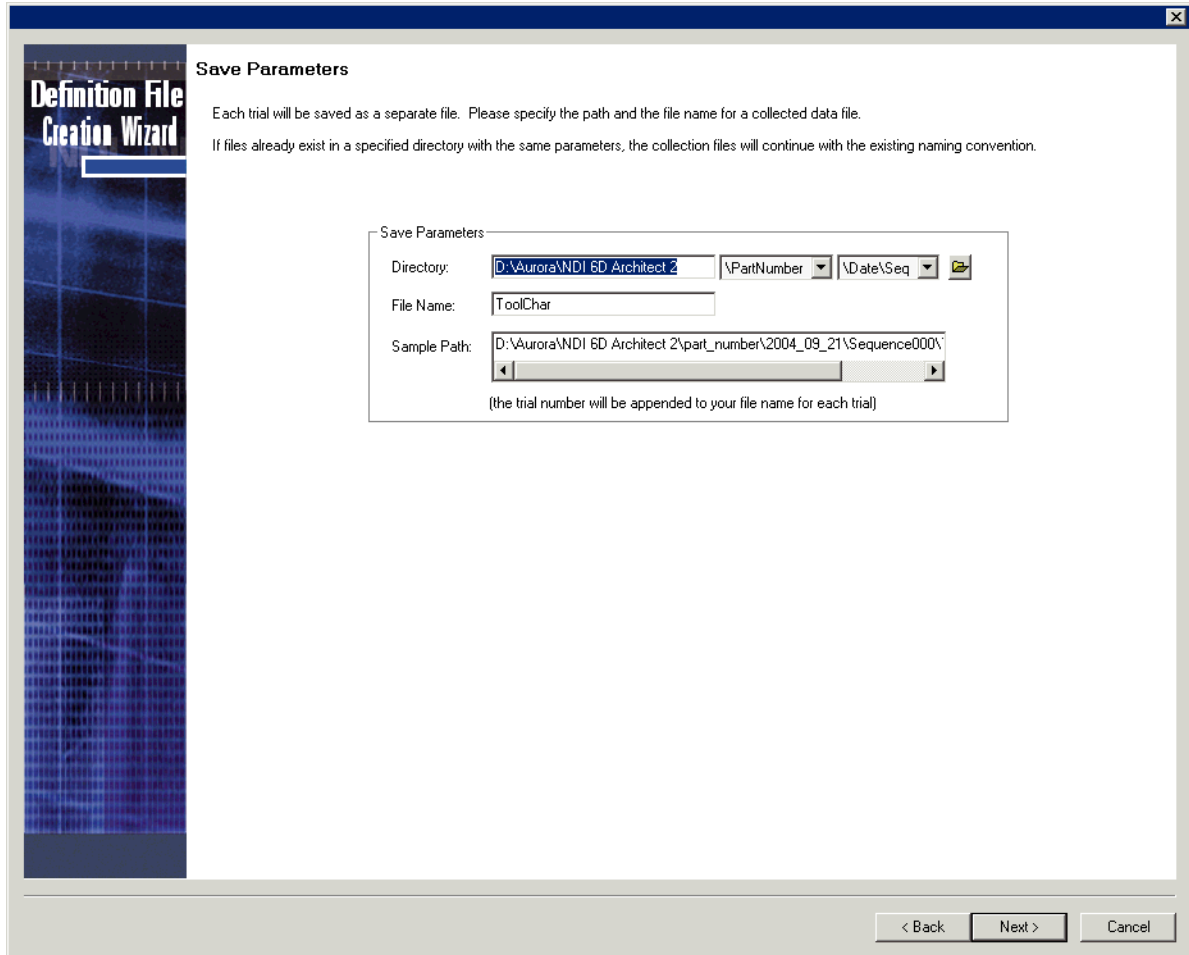 Definition File
Creation Wizard
Save Parameters
Each trial will be saved as a separate file. Please specify the path and the file name for a collected data file.
If files already exist in a specified directory with the same parameters, the collection files will continue with the existing naming convention.
Save Parameters
Directory: D:\Aurora\NDI 6D Architect 2 \PartNumber \Date\Seq
File Name: ToolChar
Sample Path: D:\Aurora\NDI 6D Architect 2\part_number\2004_09_21\Sequence000\
(the trial number will be appended to your file name for each trial)
< Back Next > Cancel